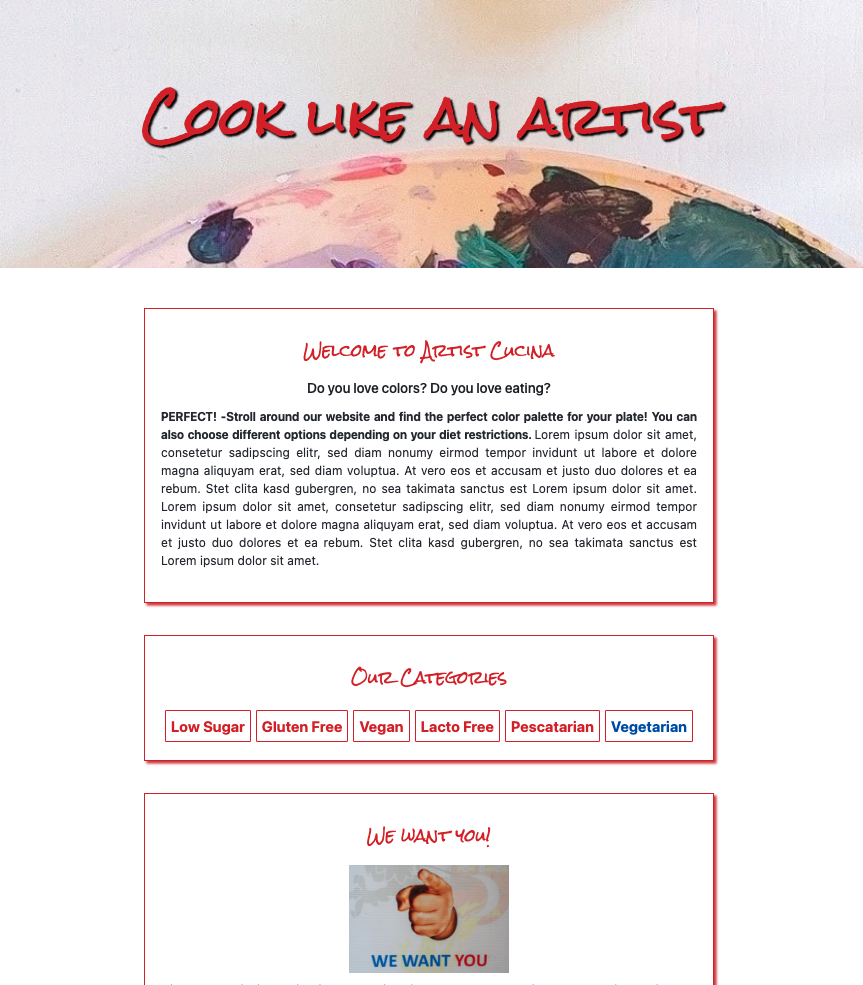 Cook like an artist
Welcome to Artist Cucina
Do you love colors? Do you love eating?
PERFECT! -Stroll around our website and find the perfect color palette for your plate! You can
also choose different options depending on your diet restrictions. Lorem ipsum dolor sit amet,
consetetur sadipscing elitr, sed diam nonumy eirmod tempor invidunt ut labore et dolore
magna aliquyam erat, sed diam voluptua. At vero eos et accusam et justo duo dolores et ea
rebum. Stet clita kasd gubergren, no sea takimata sanctus est Lorem ipsum dolor sit amet.
Lorem ipsum dolor sit amet, consetetur sadipscing elitr, sed diam nonumy eirmod tempor
invidunt ut labore et dolore magna aliquyam erat, sed diam voluptua. At vero eos et accusam
et justo duo dolores et ea rebum. Stet clita kasd gubergren, no sea takimata sanctus est
Lorem ipsum dolor sit amet.
Our Categories
Low Sugar Gluten Free Vegan Lacto Free Pescatarian Vegetarian
We want you!
WE WANT YOU